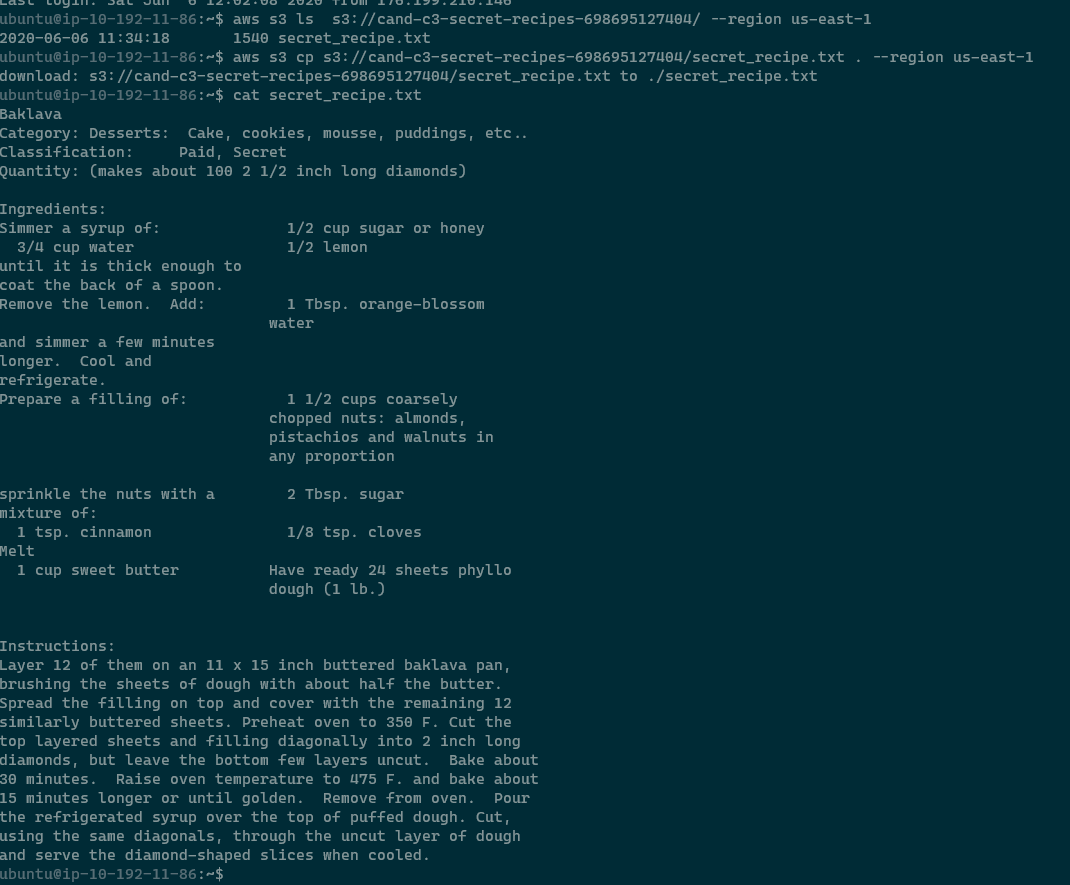 Last login: Sat Jun  6 12:02:08 2020 from 176.199.210.146
ubuntu@ip-10-192-11-86:~$ aws s3 ls  s3://cand-c3-secret-recipes-698695127404/ --region us-east-1
2020-06-06 11:34:18       1540 secret_recipe.txt
ubuntu@ip-10-192-11-86:~$ aws s3 cp s3://cand-c3-secret-recipes-698695127404/secret_recipe.txt . --region us-east-1
download: s3://cand-c3-secret-recipes-698695127404/secret_recipe.txt to ./secret_recipe.txt
ubuntu@ip-10-192-11-86:~$ cat secret_recipe.txt
Baklava
Category: Desserts:  Cake, cookies, mousse, puddings, etc..
Classification:     Paid, Secret
Quantity: (makes about 100 2 1/2 inch long diamonds)

Ingredients:
Simmer a syrup of:              1/2 cup sugar or honey
  3/4 cup water                 1/2 lemon
until it is thick enough to
coat the back of a spoon.
Remove the lemon.  Add:         1 Tbsp. orange-blossom
                              water
and simmer a few minutes
longer.  Cool and
refrigerate.
Prepare a filling of:           1 1/2 cups coarsely
                              chopped nuts: almonds,
                              pistachios and walnuts in
                              any proportion

sprinkle the nuts with a        2 Tbsp. sugar
mixture of:
  1 tsp. cinnamon               1/8 tsp. cloves
Melt
  1 cup sweet butter          Have ready 24 sheets phyllo
                              dough (1 lb.)


Instructions:
Layer 12 of them on an 11 x 15 inch buttered baklava pan,
brushing the sheets of dough with about half the butter.
Spread the filling on top and cover with the remaining 12
similarly buttered sheets. Preheat oven to 350 F. Cut the
top layered sheets and filling diagonally into 2 inch long
diamonds, but leave the bottom few layers uncut.  Bake about
30 minutes.  Raise oven temperature to 475 F. and bake about
15 minutes longer or until golden.  Remove from oven.  Pour
the refrigerated syrup over the top of puffed dough. Cut,
using the same diagonals, through the uncut layer of dough
and serve the diamond-shaped slices when cooled.
ubuntu@ip-10-192-11-86:~$